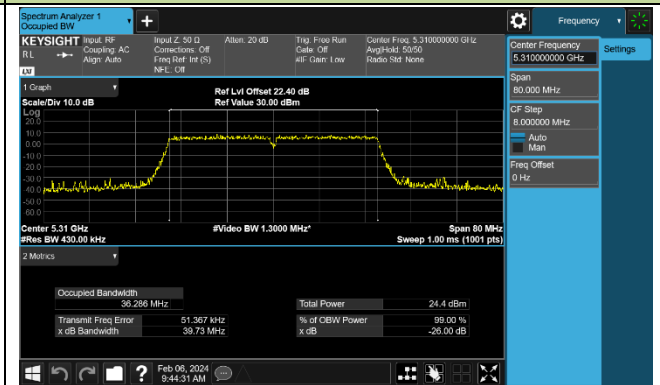 Spectrum Analyzer 1
Occupied BW
+
Frequency
KEYSIGHT
RL
LXI
Input: RF
Coupling: AC
Align: Auto
Input Z: 50 Ω
Corrections: Off
Freq Ref: Int (S)
NFE: Off
Atten: 20 dB
Trig: Free Run
Gate: Off
#IF Gain: Low
Center Freq: 5.310000000 GHz
Avg|Hold: 50/50
Radio Std: None
Center Frequency
5.310000000 GHz
Settings
Span
80.000 MHz
CF Step
8.000000 MHz
Auto
Man
Freq Offset
0 Hz
1 Graph
Scale/Div 10.0 dB
Ref Lvl Offset 22.40 dB
Ref Value 30.00 dBm
Log
20.0
10.0
0.00
-10.0
-20.0
-30.0
-40.0
-50.0
-60.0
Center 5.31 GHz
#Video BW 1.3000 MHz*
Span 80 MHz
#Res BW 430.00 kHz
Sweep 1.00 ms (1001 pts)
2 Metrics
Occupied Bandwidth
36.286 MHz
Total Power 24.4 dBm
Transmit Freq Error 51.367 kHz
% of OBW Power 99.00 %
x dB Bandwidth 39.73 MHz
x dB -26.00 dB
?
Feb 06, 2024
9:44:31 AM